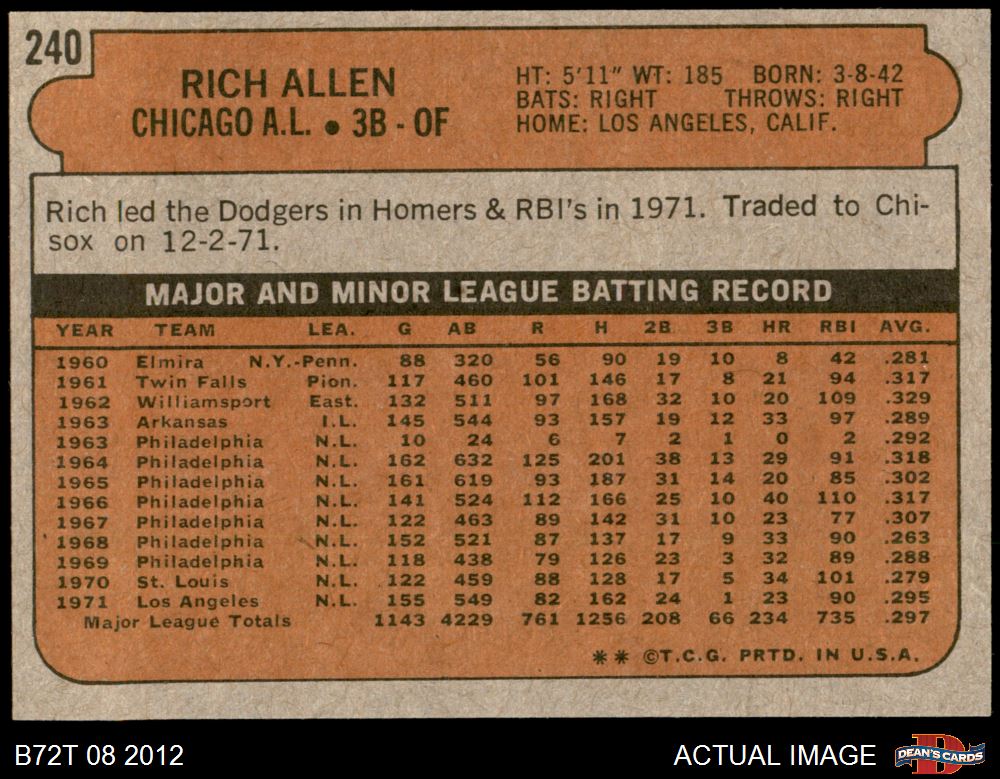 240
RICH ALLEN
CHICAGO A.L. • 3B - OF
HT: 5'11" WT: 185 BORN: 3-8-42
BATS: RIGHT THROWS: RIGHT
HOME: LOS ANGELES, CALIF.
Rich led the Dodgers in Homers & RBI's in 1971. Traded to Chi-
sox on 12-2-71.
MAJOR AND MINOR LEAGUE BATTING RECORD
YEAR TEAM LEA. G AB R H 2B 3B HR RBI AVG.
1960 Elmira N.Y.-Penn. 88 320 56 90 19 10 8 42 .281
1961 Twin Falls Pion. 117 460 101 146 17 8 21 94 .317
1962 Williamsport East. 132 511 97 168 32 10 20 109 .329
1963 Arkansas I.L. 145 544 93 157 19 12 33 97 .289
1963 Philadelphia N.L. 10 24 6 7 2 1 0 2 .292
1964 Philadelphia N.L. 162 632 125 201 38 13 29 91 .318
1965 Philadelphia N.L. 161 619 93 187 31 14 20 85 .302
1966 Philadelphia N.L. 141 524 112 166 25 10 40 110 .317
1967 Philadelphia N.L. 122 463 89 142 31 10 23 77 .307
1968 Philadelphia N.L. 152 521 87 137 17 9 33 90 .263
1969 Philadelphia N.L. 118 438 79 126 23 3 32 89 .288
1970 St. Louis N.L. 122 459 88 128 17 5 34 101 .279
1971 Los Angeles N.L. 155 549 82 162 24 1 23 90 .295
Major League Totals 1143 4229 761 1256 208 66 234 735 .297
** ©T.C.G. PRTD. IN U.S.A.
B72T 08 2012
ACTUAL IMAGE
DEAN'S CARDS